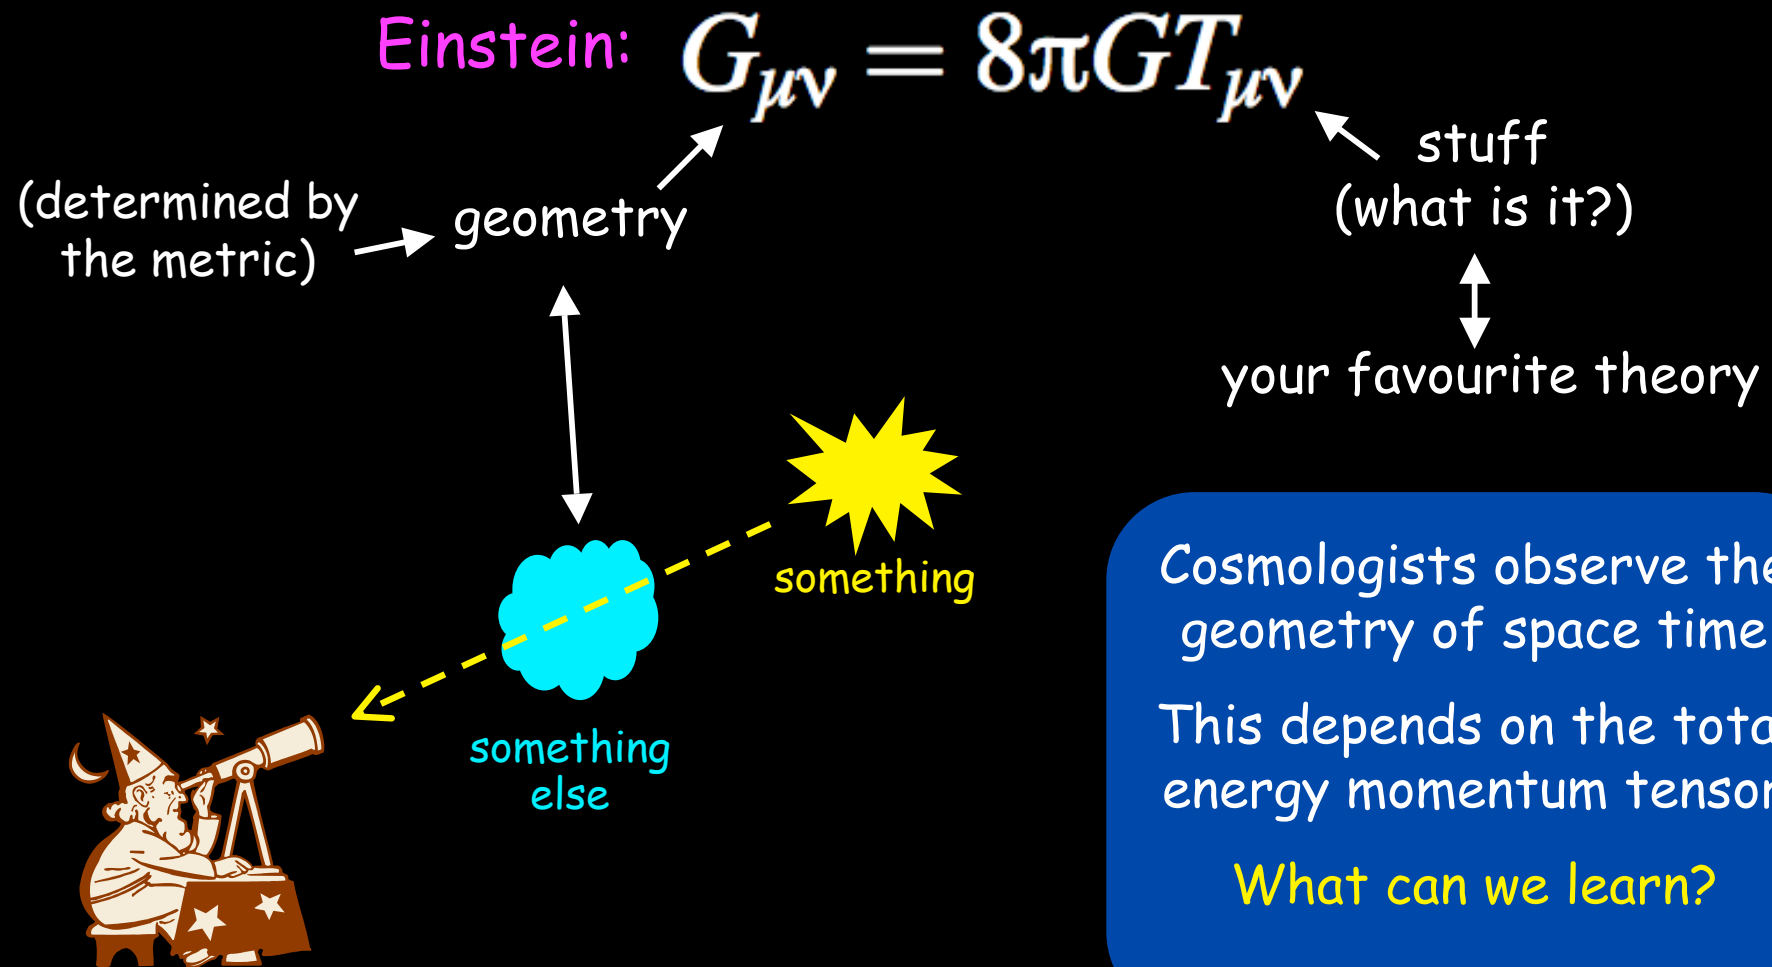 Einstein: G_{μν} = 8πGT_{μν}
stuff
(what is it?)
(determined by
the metric)
geometry
your favourite theory
something
something
else
Cosmologists observe the
geometry of space time
This depends on the tota
energy momentum tensor
What can we learn?